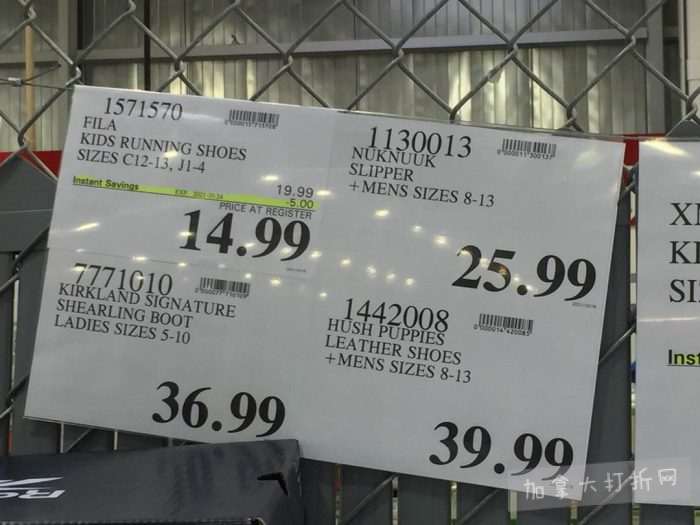 1571570
FILA
KIDS RUNNING SHOES
SIZES C12-13, J1-4
Instant Savings
19.99
-5.00
PRICE AT REGISTER
14.99
1130013
NUKNUUK
SLIPPER
+MENS SIZES 8-13
25.99
7771010
KIRKLAND SIGNATURE
SHEARLING BOOT
LADIES SIZES 5-10
36.99
1442008
HUSH PUPPIES
LEATHER SHOES
+MENS SIZES 8-13
39.99
加拿大打折网